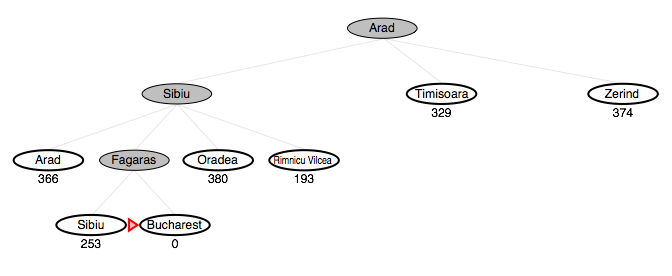 Arad
Sibiu
Timisoara
Zerind
329
374
Arad
Fagaras
Oradea
Rimnicu Vilcea
366
380
193
Sibiu
Bucharest
253
0